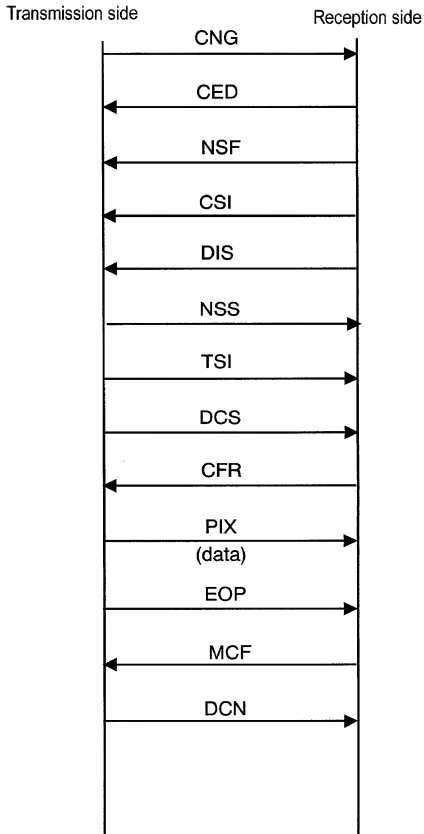 Transmission side
Reception side
CNG
CED
NSF
CSI
DIS
NSS
TSI
DCS
CFR
PIX
(data)
EOP
MCF
DCN